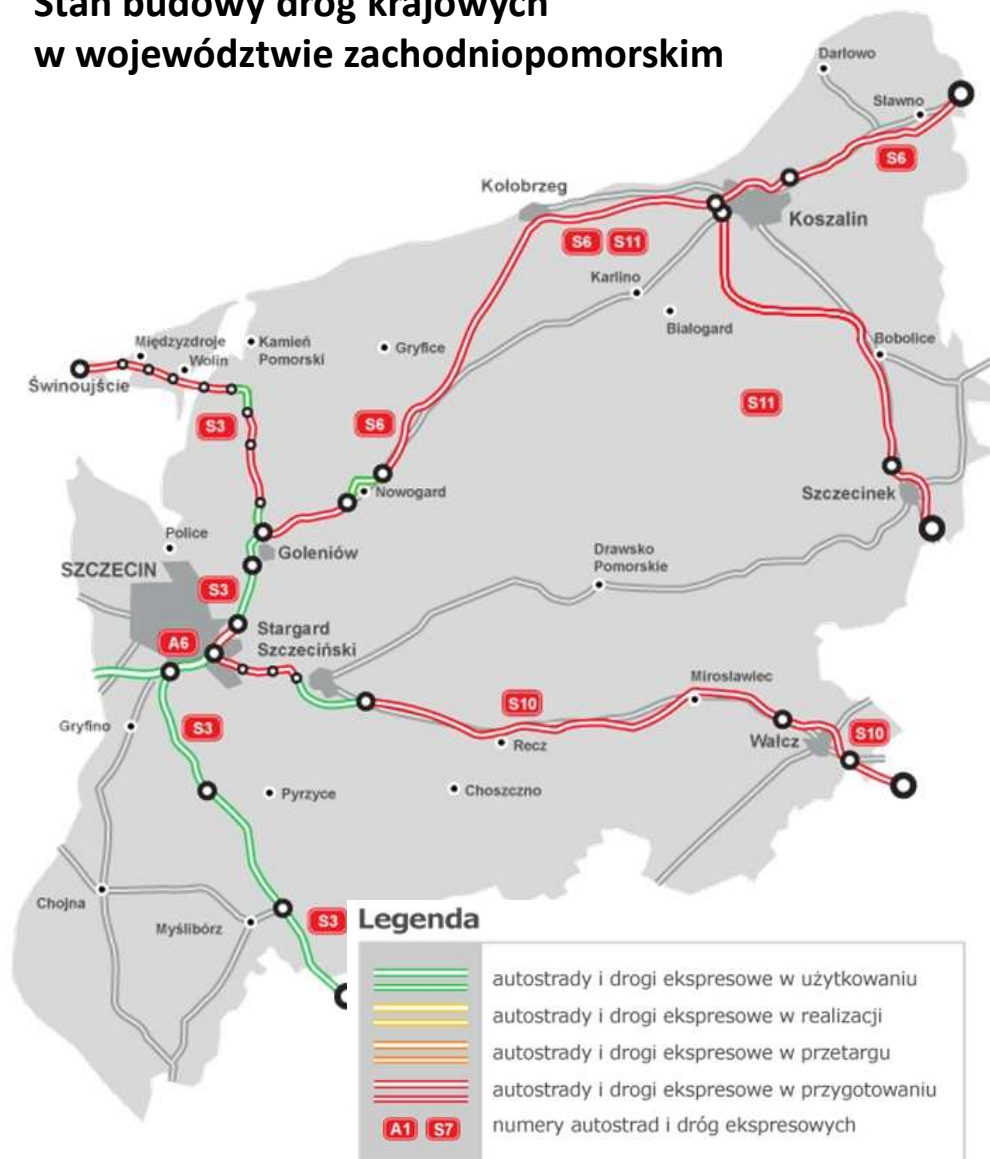 Stan budowy dróg krajowych
w województwie zachodniopomorskim
Darłowo
Sławno
S6
Kołobrzeg
Koszalin
S6 S11
Karlino
Białogard
Międzyzdroje
Wolin
Kamień
Pomorski
Gryfice
Bobolice
Świnoujście
S3
S6
S11
Nowogard
Szczecinek
Police
Goleniów
Drawsko
Pomorskie
SZCZECIN
S3
A6
Stargard
Szczeciński
Mirosławiec
S10
Gryfino
S3
Recz
Wałcz
S10
Pyrzyce
Choszczno
Chojna
Myślibórz
S3
Legenda
autostrady i drogi ekspresowe w użytkowaniu
autostrady i drogi ekspresowe w realizacji
autostrady i drogi ekspresowe w przetargu
autostrady i drogi ekspresowe w przygotowaniu
A1 S7 numery autostrad i dróg ekspresowych